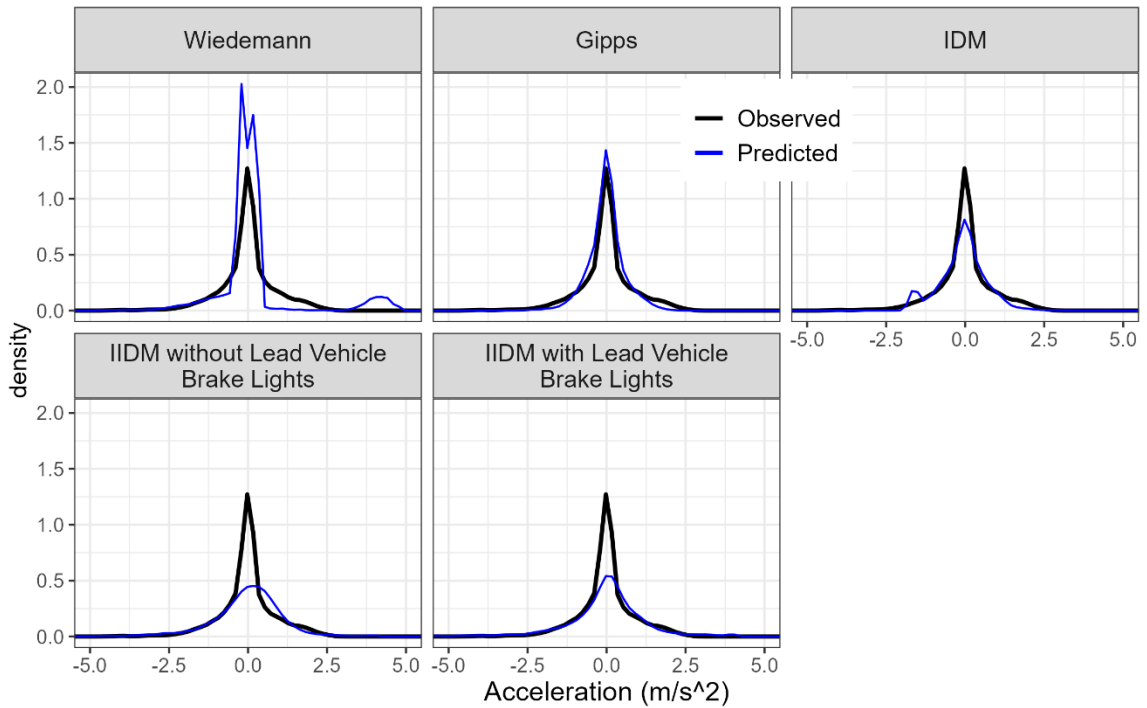 Wiedemann
Gipps
IDM
Observed
Predicted
2.0
1.5
1.0
0.5
0.0
-5.0
-2.5
0.0
2.5
5.0
IIDM without Lead Vehicle
Brake Lights
IIDM with Lead Vehicle
Brake Lights
density
2.0
1.5
1.0
0.5
0.0
-5.0
-2.5
0.0
2.5
5.0
-5.0
-2.5
0.0
2.5
5.0
Acceleration (m/s^2)